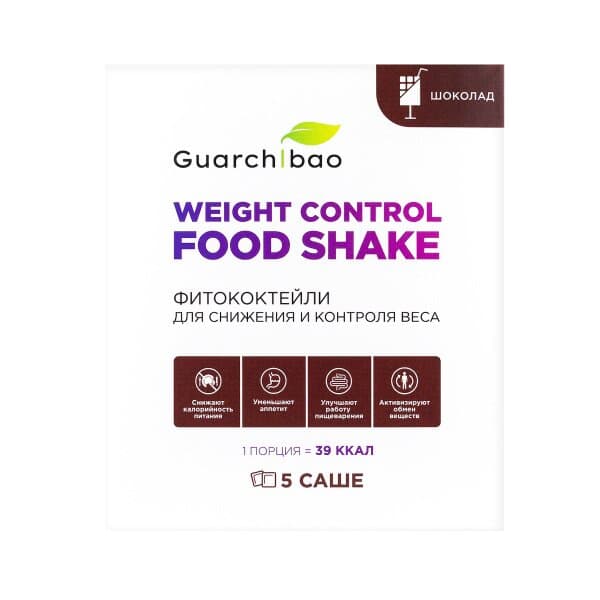 ШОКОЛАД
Guarchibao
WEIGHT CONTROL
FOOD SHAKE
ФИТОКОКТЕЙЛИ
ДЛЯ СНИЖЕНИЯ И КОНТРОЛЯ ВЕСА
Снижают
калорийность
питания
Уменьшают
аппетит
Улучшают
работу
пищеварения
Активизируют
обмен
веществ
1 ПОРЦИЯ = 39 ККАЛ
5 САШЕ